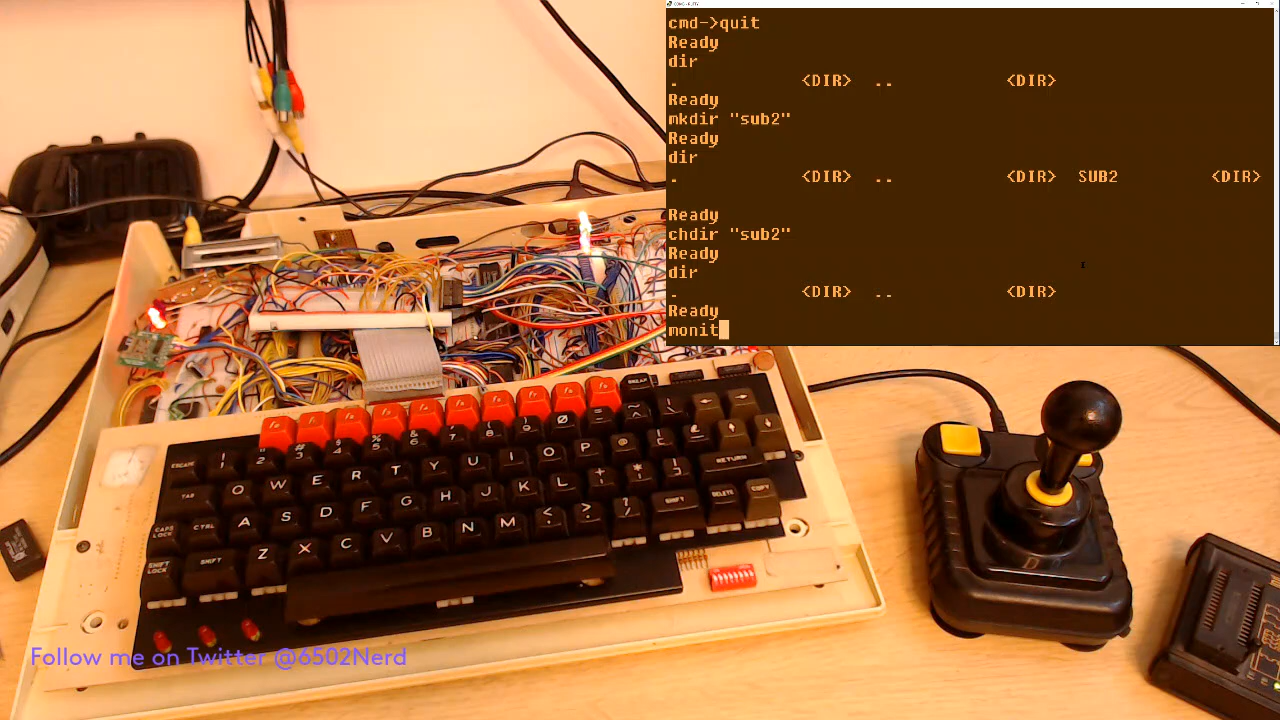 cmd->quit
Ready
dir
. <DIR> .. <DIR>
Ready
mkdir "sub2"
Ready
dir
. <DIR> .. <DIR> SUB2 <DIR>
Ready
chdir "sub2"
Ready
dir
. <DIR> .. <DIR>
Ready
monit
BREAK
ESCAPE
TAB Q W E R T Y U I O P @ RETURN
CAPS LOCK CTRL A S D F G H J K L
SHIFT LOCK SHIFT Z X C V B N M SHIFT DELETE COPY
Follow me on Twitter @6502Nerd